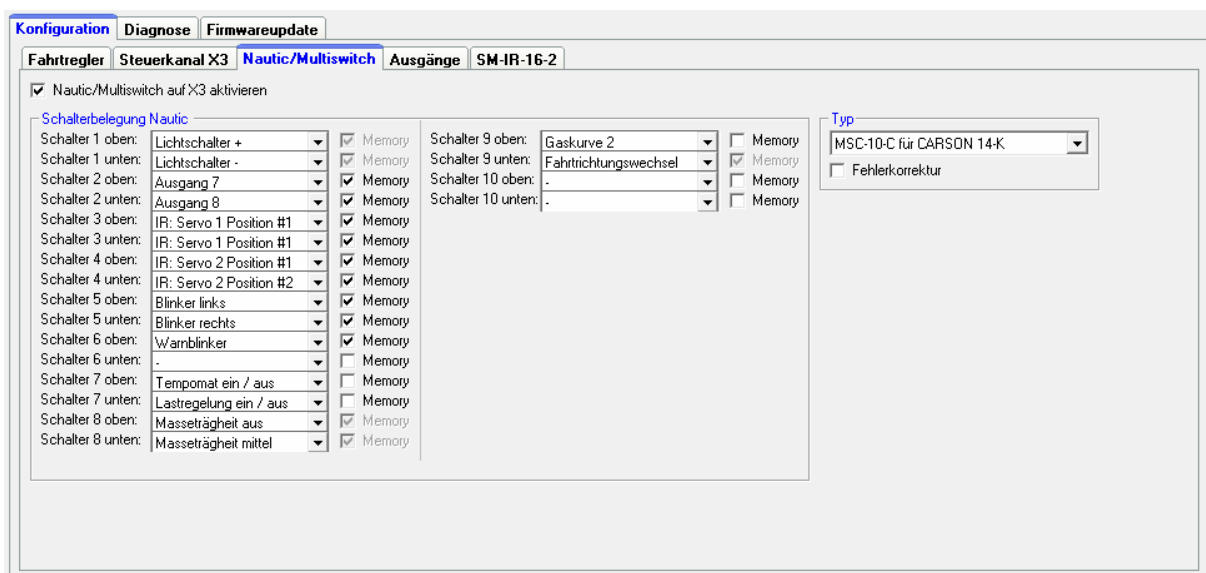 Konfiguration Diagnose Firmwareupdate
Fahrtregler Steuerkanal X3 Nautic/Multiswitch Ausgänge SM-IR-16-2
Nautic/Multiswitch auf X3 aktivieren
Schalterbelegung Nautic
Schalter 1 oben: Lichtschalter + Memory
Schalter 1 unten: Lichtschalter - Memory
Schalter 2 oben: Ausgang 7 Memory
Schalter 2 unten: Ausgang 8 Memory
Schalter 3 oben: IR: Servo 1 Position #1 Memory
Schalter 3 unten: IR: Servo 1 Position #1 Memory
Schalter 4 oben: IR: Servo 2 Position #1 Memory
Schalter 4 unten: IR: Servo 2 Position #2 Memory
Schalter 5 oben: Blinker links Memory
Schalter 5 unten: Blinker rechts Memory
Schalter 6 oben: Warnblinker Memory
Schalter 6 unten: - Memory
Schalter 7 oben: Tempomat ein / aus Memory
Schalter 7 unten: Lastregelung ein / aus Memory
Schalter 8 oben: Masseträgheit aus Memory
Schalter 8 unten: Masseträgheit mittel Memory
Schalter 9 oben: Gaskurve 2 Memory
Schalter 9 unten: Fahrtrichtungswechsel Memory
Schalter 10 oben: - Memory
Schalter 10 unten: - Memory
Typ
MSC-10-C für CARSON 14-K
Fehlerkorrektur